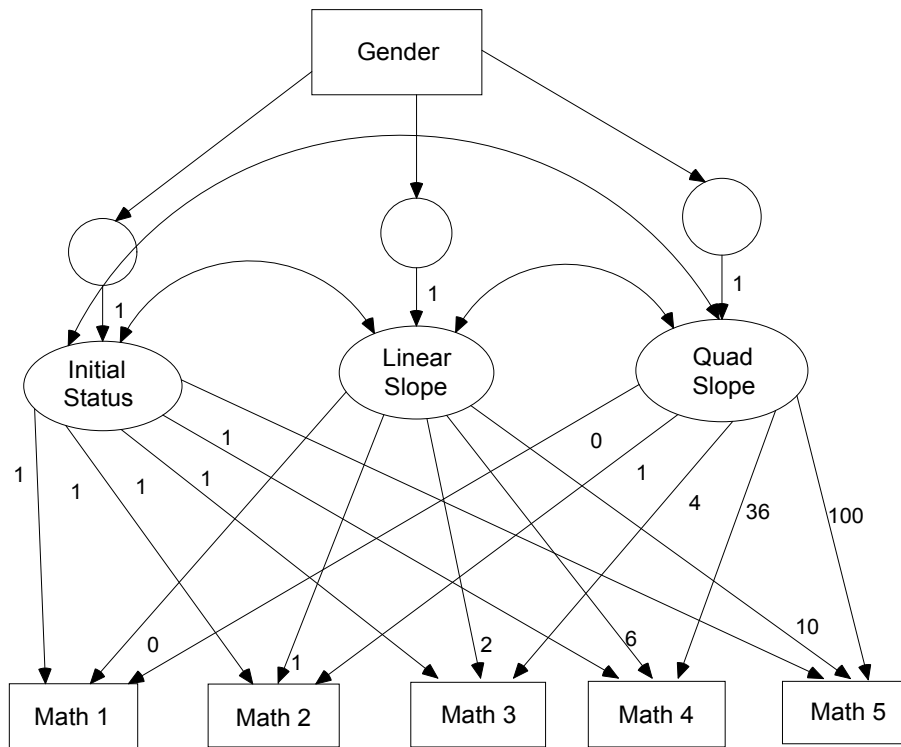 Gender
1
1
1
Initial
Status
Linear
Slope
Quad
Slope
1
1
1
1
1
0
1
4
36
100
0
1
2
6
10
Math 1
Math 2
Math 3
Math 4
Math 5